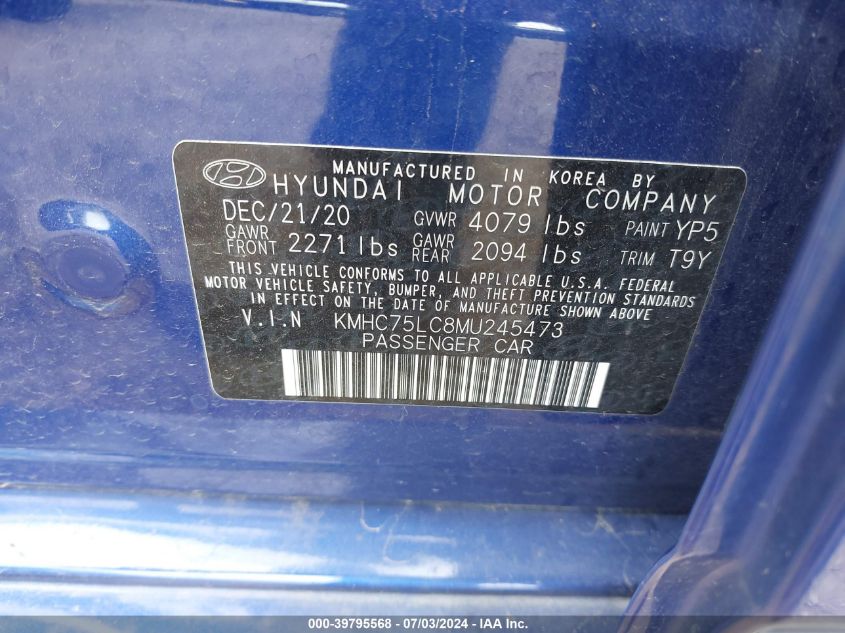 MANUFACTURED IN KOREA BY
HYUNDAI MOTOR COMPANY
DEC/21/20 GVWR 4079 lbs PAINT YP5
GAWR FRONT 2271 lbs GAWR REAR 2094 lbs TRIM T9Y
THIS VEHICLE CONFORMS TO ALL APPLICABLE U.S.A. FEDERAL
MOTOR VEHICLE SAFETY, BUMPER, AND THEFT PREVENTION STANDARDS
IN EFFECT ON THE DATE OF MANUFACTURE SHOWN ABOVE
V.I.N KMHC75LC8MU245473
PASSENGER CAR
000-39795568 - 07/03/2024 - IAA Inc.